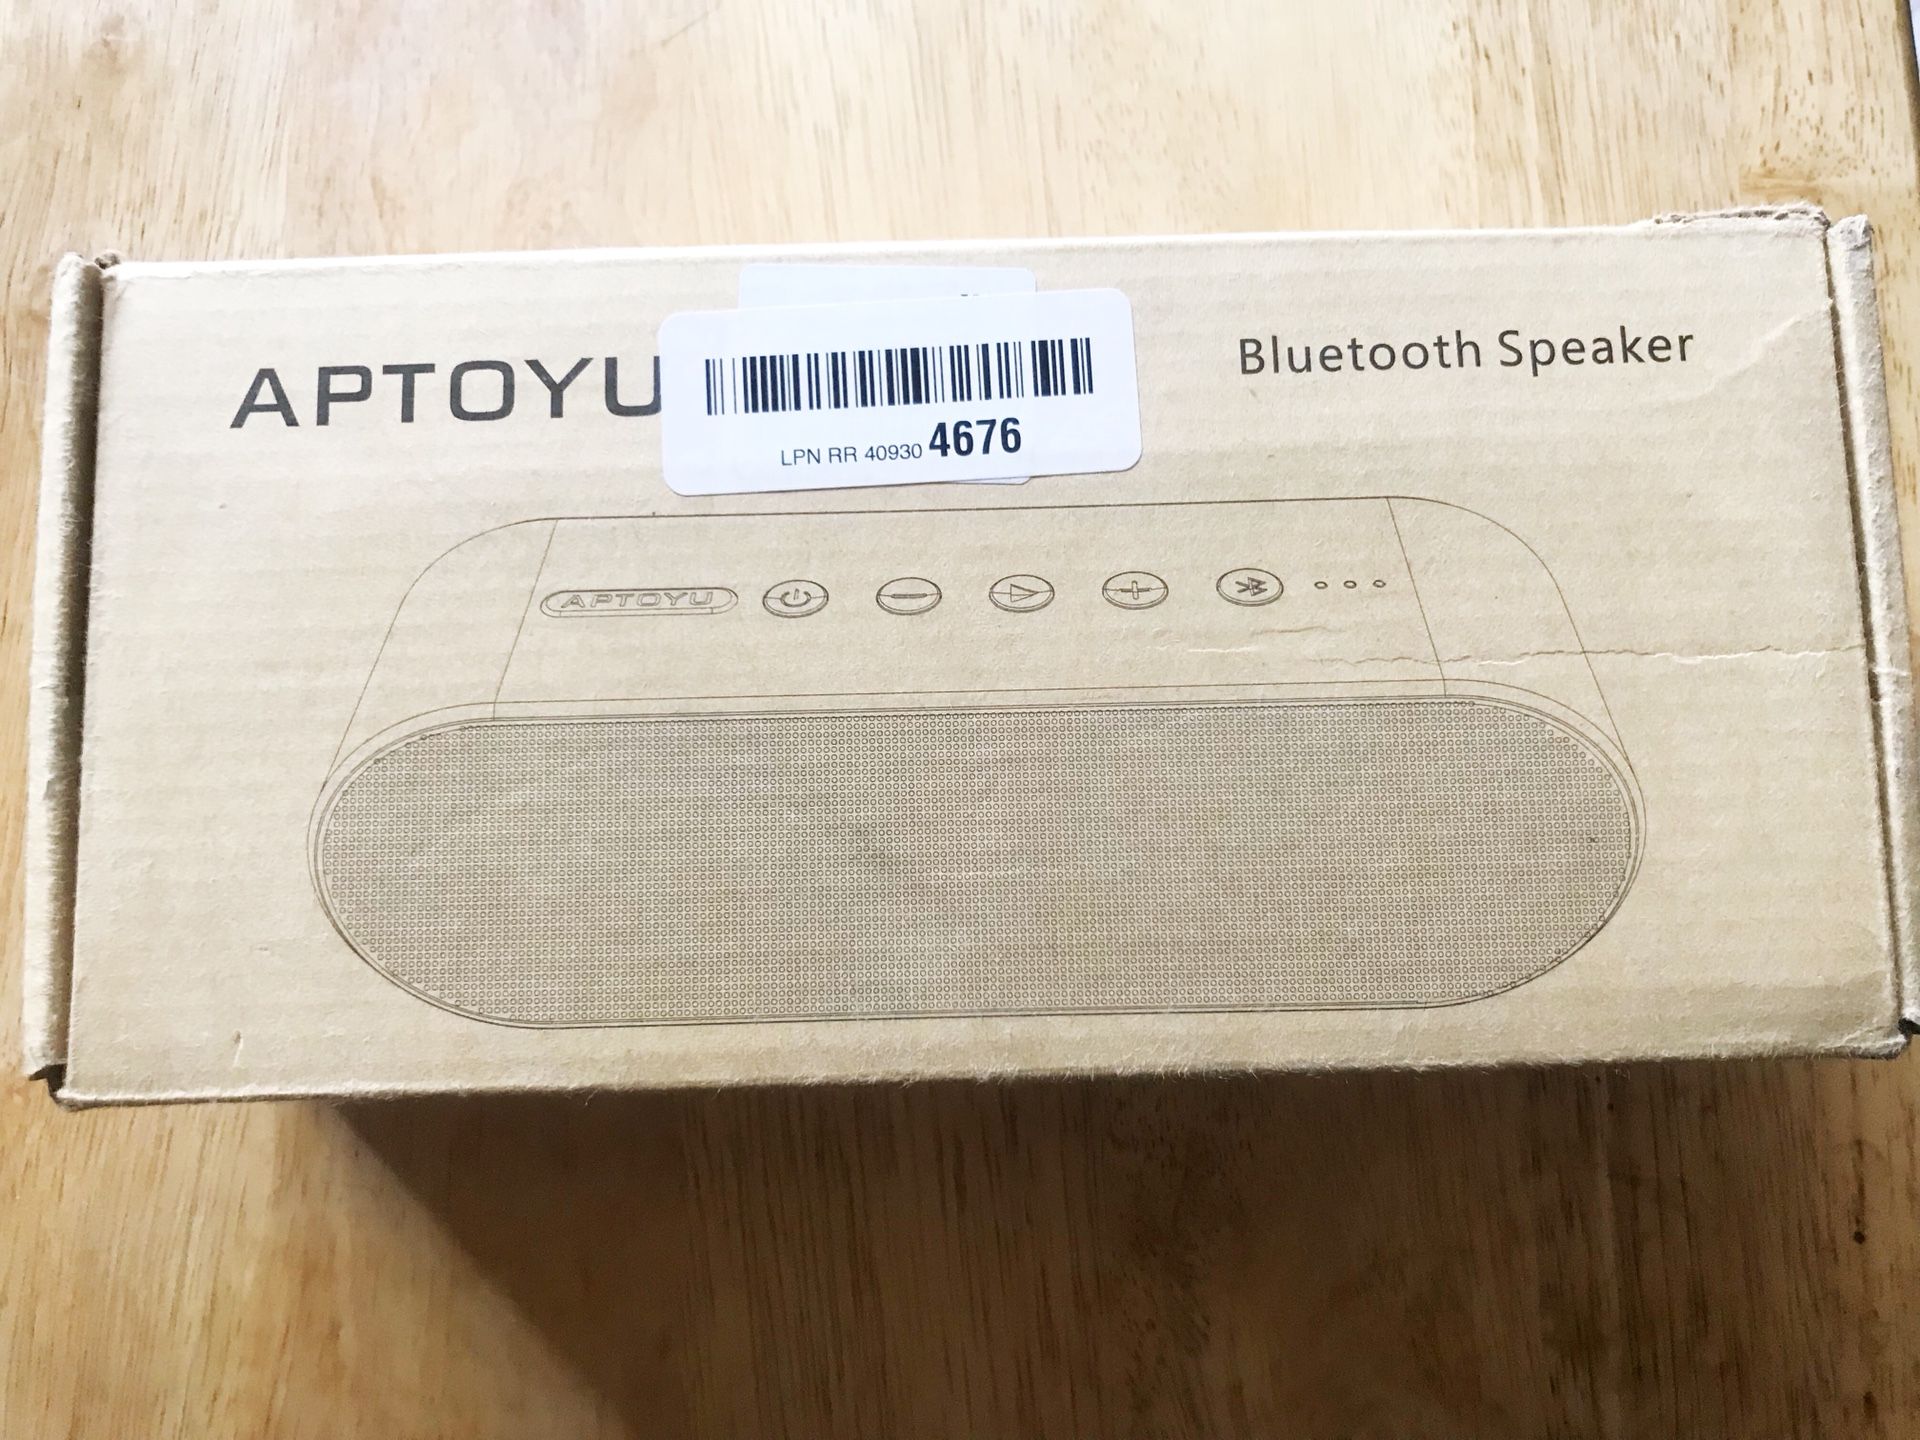 APTOYU
Bluetooth Speaker
LPN RR 40930 4676
APTOYU